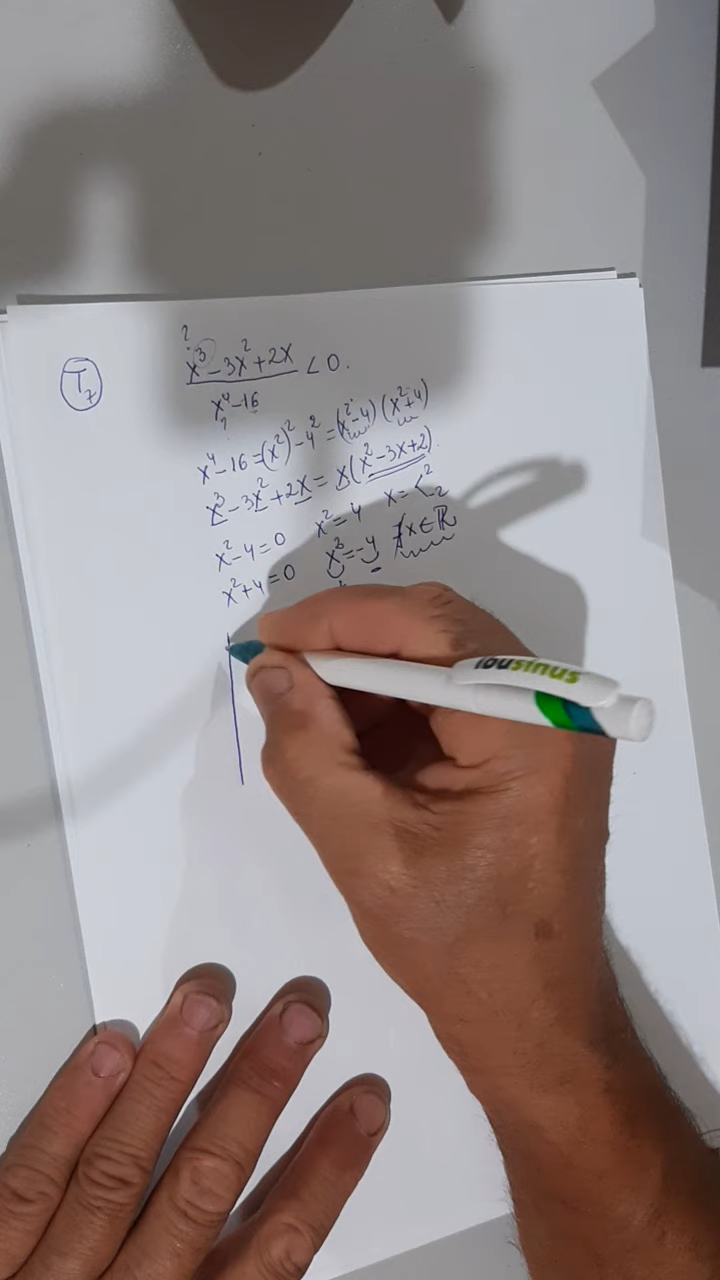 ?
T7
x³ - 3x² + 2x < 0.
x⁴ - 16
?
x⁴ - 16 = (x²)² - 4² = (x² - 4)(x² + 4)
x³ - 3x² + 2x = x(x² - 3x + 2).
x² - 4 = 0 x² = 4 x = < 2 2
x² + 4 = 0 x² = -4 ∄x ∈ ℝ